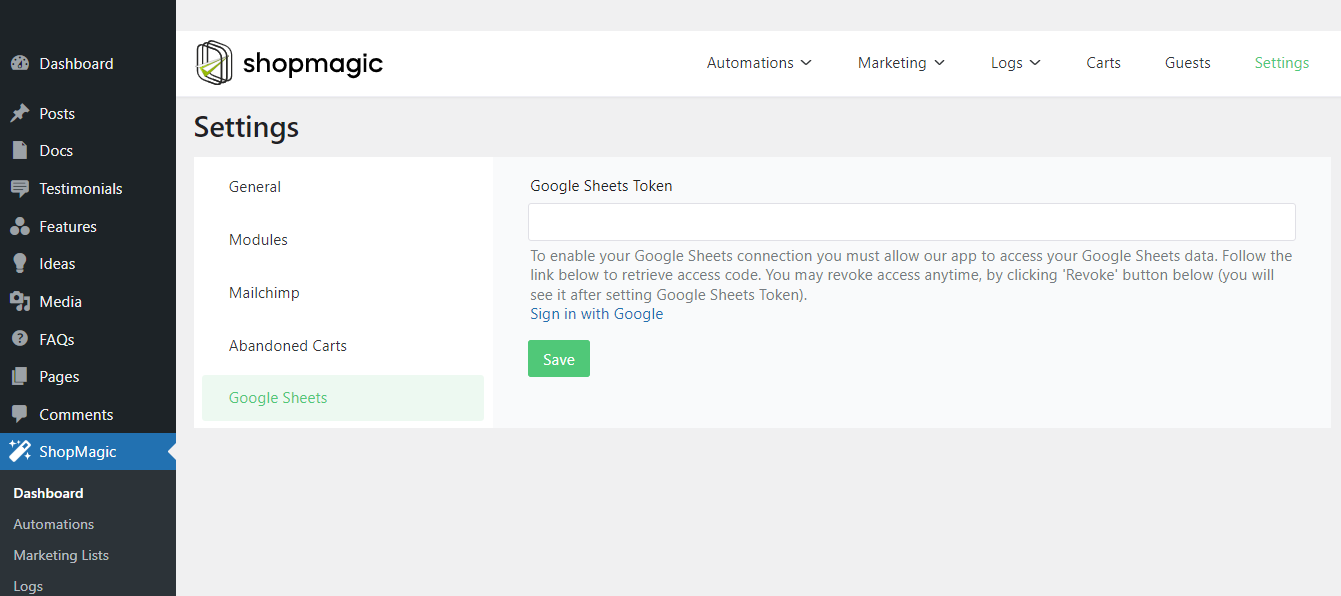 Dashboard
Posts
Docs
Testimonials
Features
Ideas
Media
FAQs
Pages
Comments
ShopMagic
Dashboard
Automations
Marketing Lists
Logs
shopmagic
Automations
Marketing
Logs
Carts
Guests
Settings
Settings
General
Modules
Mailchimp
Abandoned Carts
Google Sheets
Google Sheets Token
To enable your Google Sheets connection you must allow our app to access your Google Sheets data. Follow the
link below to retrieve access code. You may revoke access anytime, by clicking 'Revoke' button below (you will
see it after setting Google Sheets Token).
Sign in with Google
Save